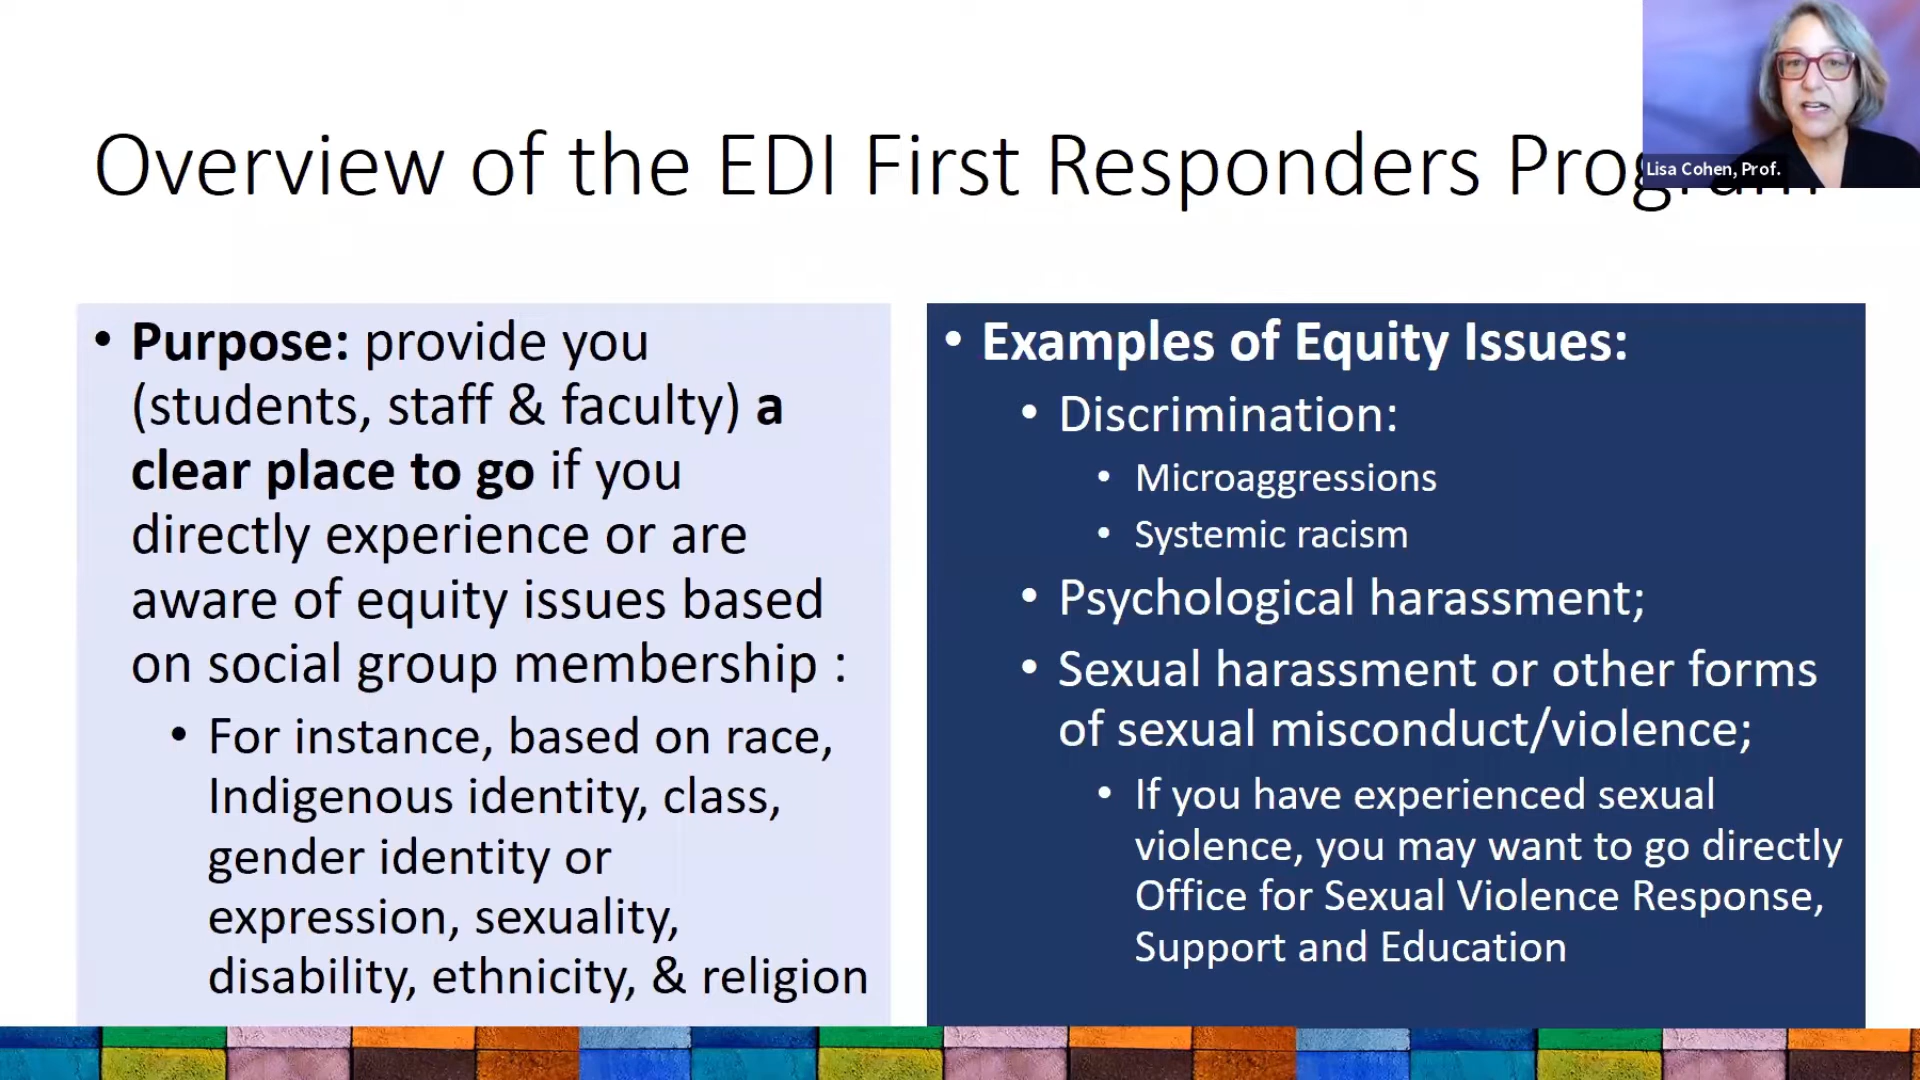 Overview of the EDI First Responders Program
Lisa Cohen, Prof.
• Purpose: provide you
(students, staff & faculty) a
clear place to go if you
directly experience or are
aware of equity issues based
on social group membership :
• For instance, based on race,
Indigenous identity, class,
gender identity or
expression, sexuality,
disability, ethnicity, & religion
• Examples of Equity Issues:
• Discrimination:
• Microaggressions
• Systemic racism
• Psychological harassment;
• Sexual harassment or other forms
of sexual misconduct/violence;
• If you have experienced sexual
violence, you may want to go directly
Office for Sexual Violence Response,
Support and Education